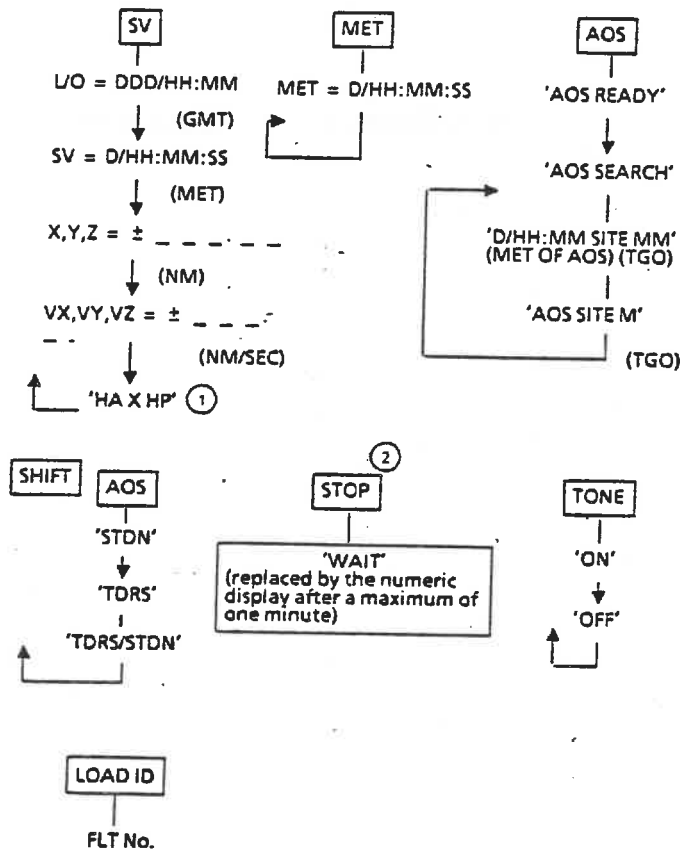 SV
L/O = DDD/HH:MM
(GMT)
SV = D/HH:MM:SS
(MET)
X,Y,Z = ± _ _ _ _ _ _
(NM)
VX,VY,VZ = ± _ _ _ _
_ _
(NM/SEC)
'HA X HP' 1
MET
MET = D/HH:MM:SS
AOS
'AOS READY'
'AOS SEARCH'
'D/HH:MM SITE MM'
(MET OF AOS) (TGO)
'AOS SITE M'
(TGO)
SHIFT AOS
'STDN'
'TDRS'
'TDRS/STDN'
2
STOP
'WAIT'
(replaced by the numeric
display after a maximum of
one minute)
TONE
'ON'
'OFF'
LOAD ID
FLT No.